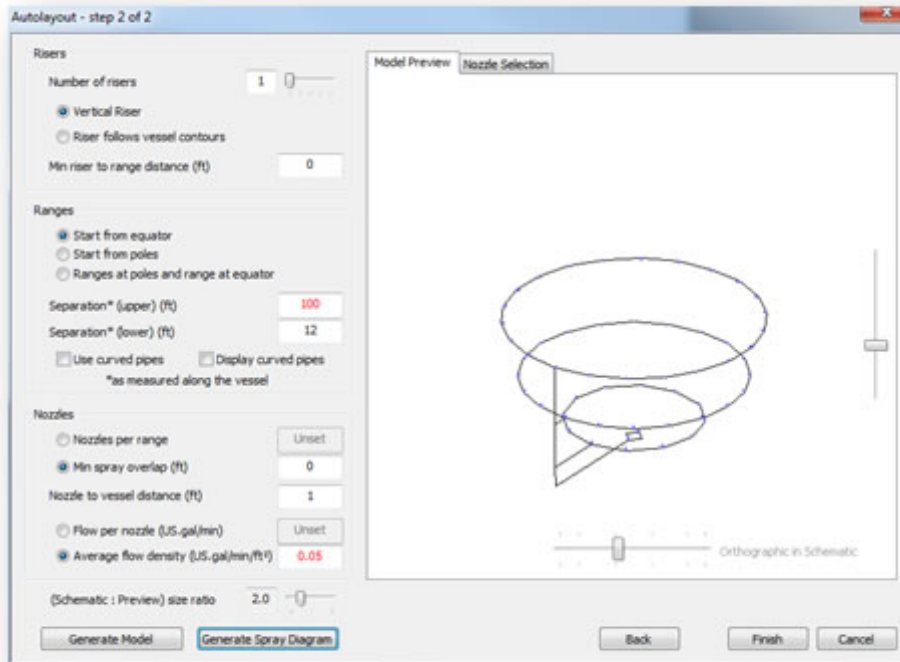 Autolayout - step 2 of 2
Risers
Number of risers 1
Vertical Riser
Riser follows vessel contours
Min riser to range distance (ft) 0
Ranges
Start from equator
Start from poles
Ranges at poles and range at equator
Separation* (upper) (ft) 100
Separation* (lower) (ft) 12
Use curved pipes Display curved pipes
*as measured along the vessel
Nozzles
Nozzles per range Unset
Min spray overlap (ft) 0
Nozzle to vessel distance (ft) 1
Flow per nozzle (US.gal/min) Unset
Average flow density (US.gal/min/ft²) 0.05
(Schematic : Preview) size ratio 2.0
Generate Model Generate Spray Diagram
Model Preview Nozzle Selection
Orthographic in Schematic
Back Finish Cancel